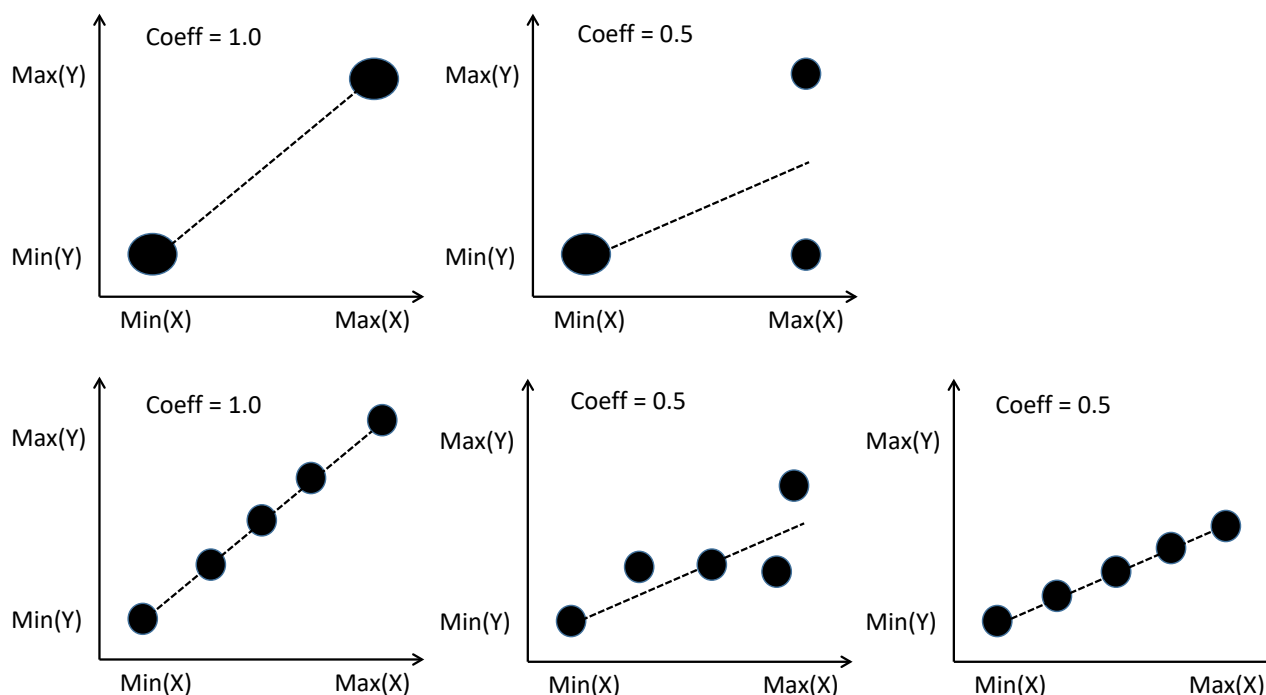 Coeff = 1.0
Max(Y)
Min(Y)
Min(X)
Max(X)
Coeff = 0.5
Max(Y)
Min(Y)
Min(X)
Max(X)
Coeff = 1.0
Max(Y)
Min(Y)
Min(X)
Max(X)
Coeff = 0.5
Max(Y)
Min(Y)
Min(X)
Max(X)
Coeff = 0.5
Max(Y)
Min(Y)
Min(X)
Max(X)